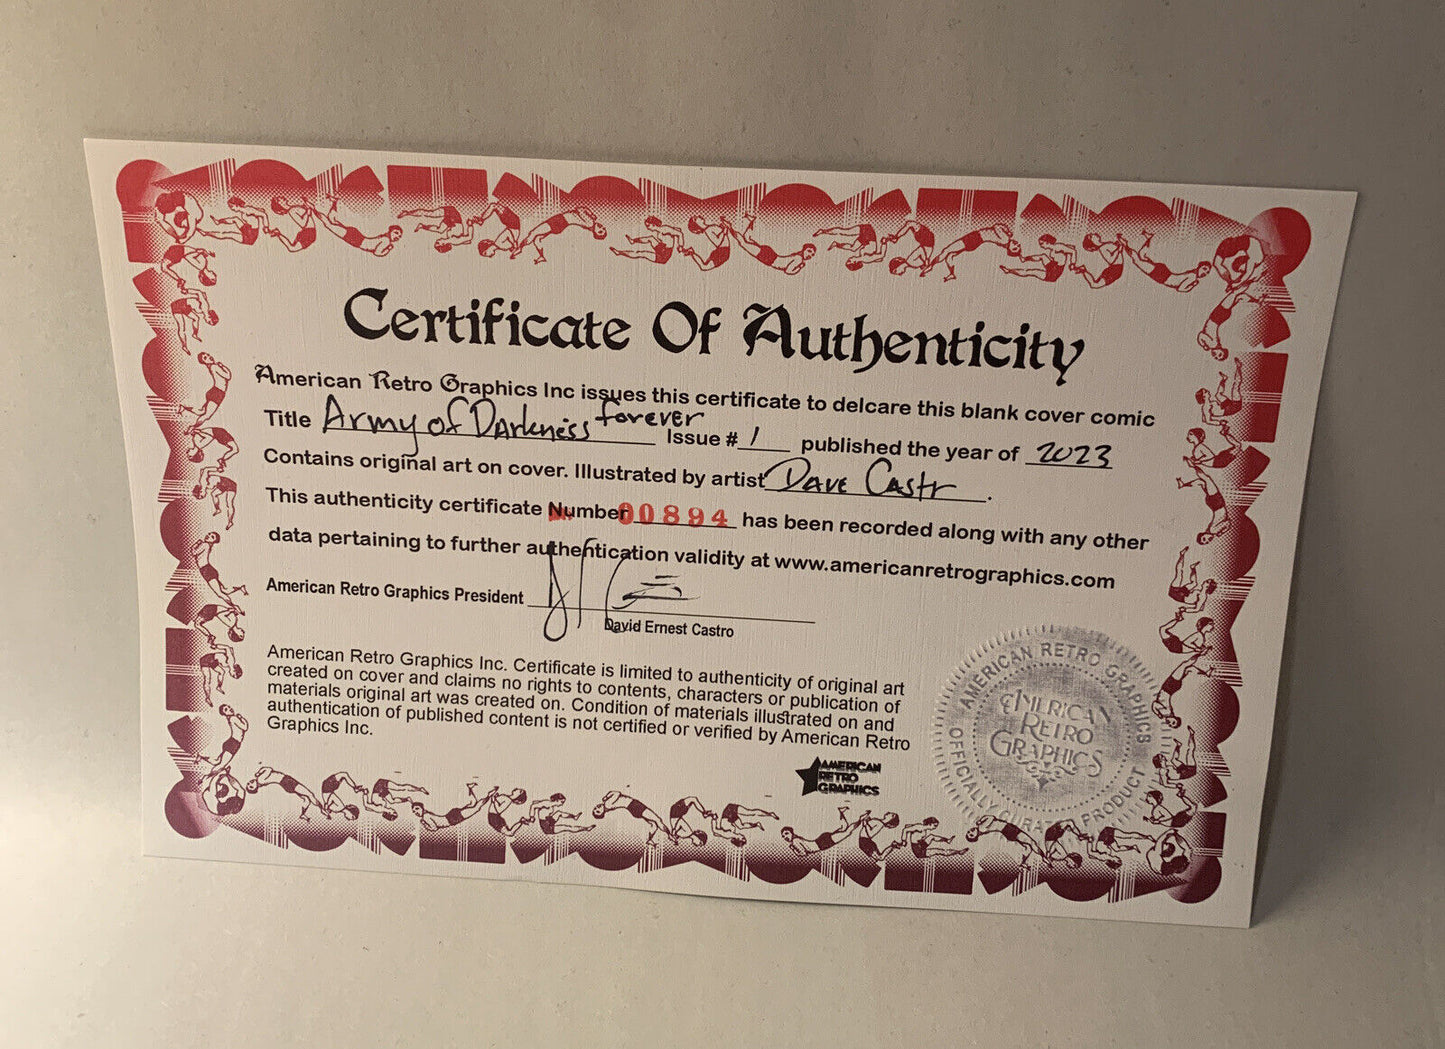 Certificate Of Authenticity
American Retro Graphics Inc issues this certificate to delcare this blank cover comic
Title Army of Darkness forever Issue # 1 published the year of 2023
Contains original art on cover. Illustrated by artist Dave Castr.
This authenticity certificate Number 00894 has been recorded along with any other
data pertaining to further authentication validity at www.americanretrographics.com
American Retro Graphics President
David Ernest Castro
American Retro Graphics Inc. Certificate is limited to authenticity of original art
created on cover and claims no rights to contents, characters or publication of
materials original art was created on. Condition of materials illustrated on and
authentication of published content is not certified or verified by American Retro
Graphics Inc.
AMERICAN
RETRO
GRAPHICS
AMERICAN RETRO GRAPHICS
AMERICAN
RETRO
GRAPHICS
OFFICIALLY CURATED PRODUCT